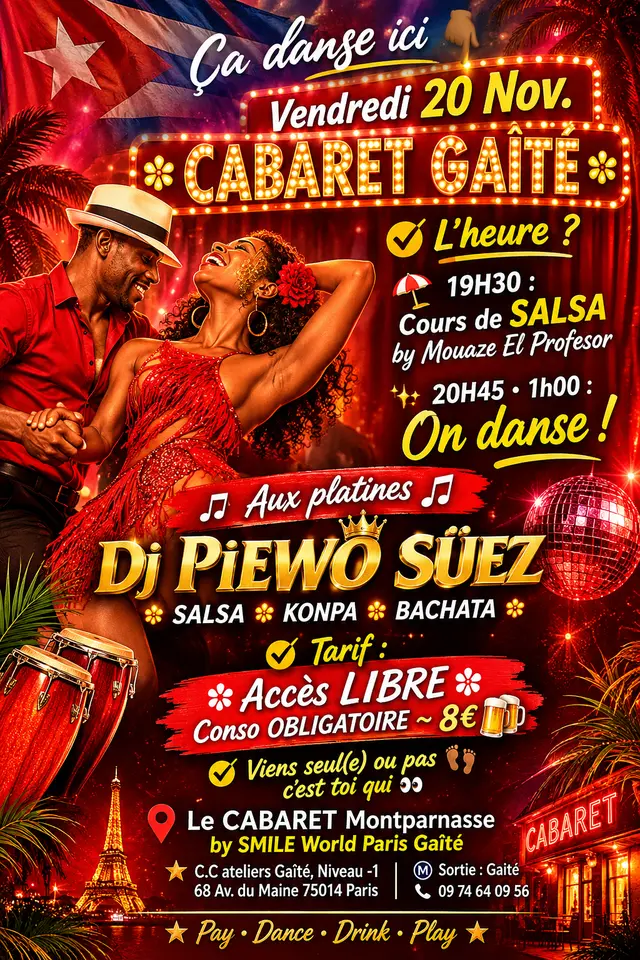 Ça danse ici
Vendredi 20 Nov.
CABARET GAÎTÉ
L'heure ?
19H30 :
Cours de SALSA
by Mouaze El Profesor
20H45 • 1h00 :
On danse !
Aux platines
Dj PiEWO SÜEZ
SALSA KONPA BACHATA
Tarif :
Accès LIBRE
Conso OBLIGATOIRE ~ 8€
Viens seul(e) ou pas
c'est toi qui
Le CABARET Montparnasse
by SMILE World Paris Gaîté
C.C ateliers Gaîté, Niveau -1
68 Av. du Maine 75014 Paris
M Sortie : Gaité
09 74 64 09 56
CABARET
Pay • Dance • Drink • Play